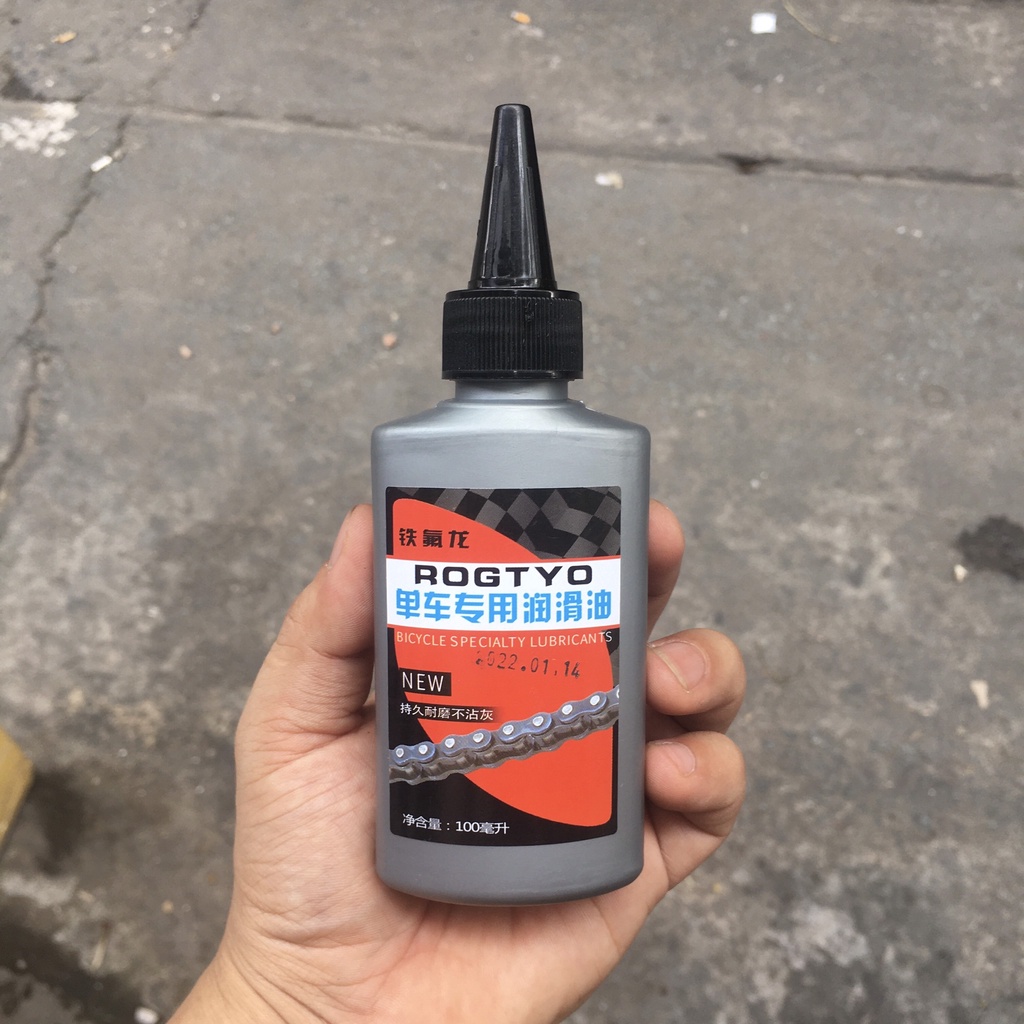 铁氟龙
ROGTYO
单车专用润滑油
BICYCLE SPECIALTY LUBRICANTS
2022.01.14
NEW
持久耐磨不沾灰
净含量：100毫升